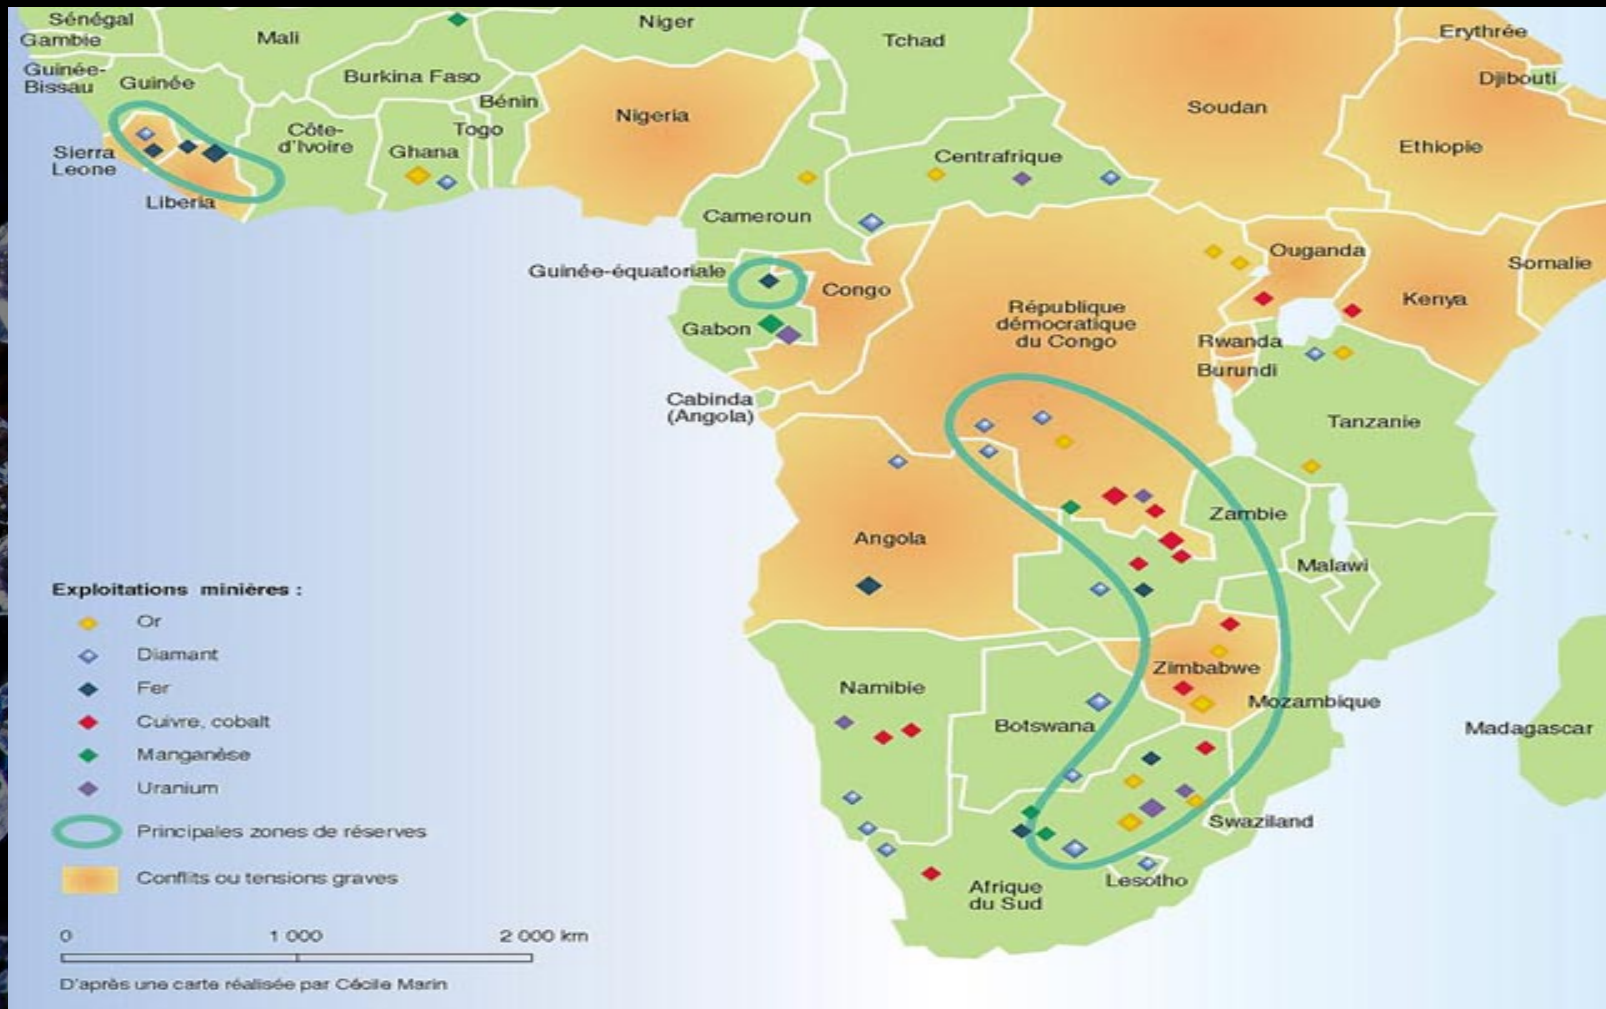 Sénégal
Gambie
Guinée-
Bissau
Guinée
Mali
Niger
Tchad
Erythrée
Djibouti
Burkina Faso
Bénin
Togo
Nigeria
Soudan
Ethiopie
Côte-
d'Ivoire
Ghana
Sierra
Leone
Liberia
Centrafrique
Cameroun
Guinée-équatoriale
Congo
Ouganda
Somalie
Kenya
Gabon
République
démocratique
du Congo
Rwanda
Burundi
Cabinda
(Angola)
Tanzanie
Zambie
Angola
Malawi
Zimbabwe
Namibie
Mozambique
Botswana
Madagascar
Swaziland
Lesotho
Afrique
du Sud
Exploitations minières :
Or
Diamant
Fer
Cuivre, cobalt
Manganèse
Uranium
Principales zones de réserves
Conflits ou tensions graves
0 1 000 2 000 km
D'après une carte réalisée par Cécile Marin